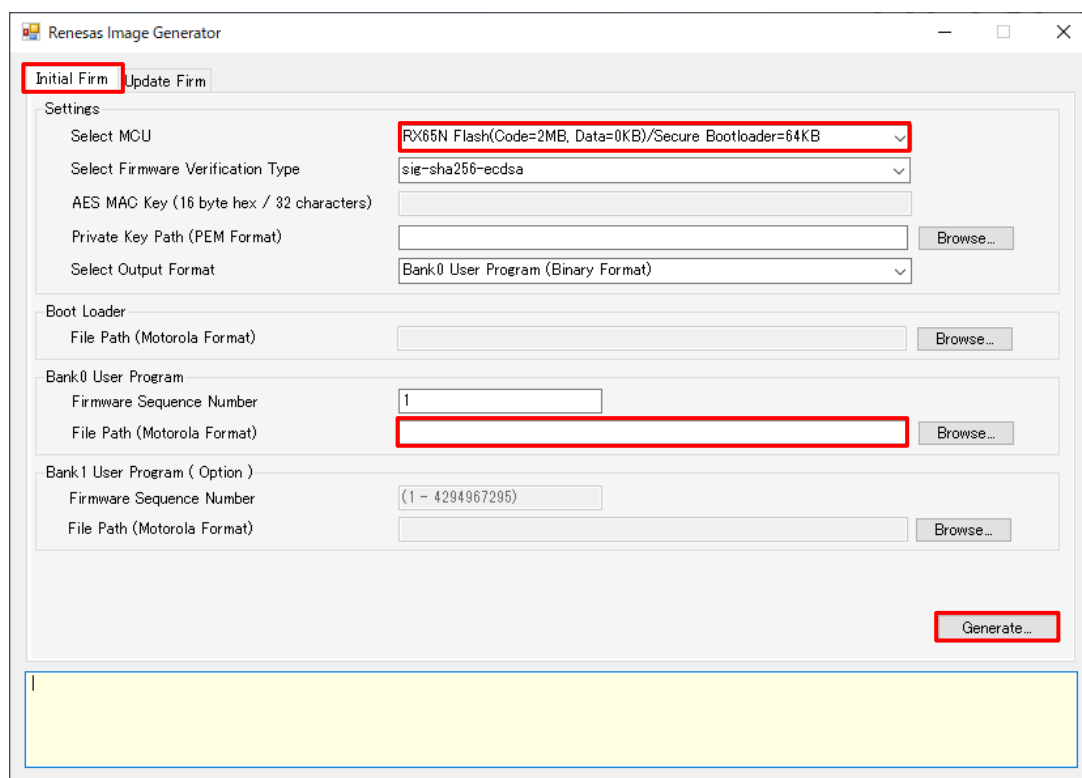 Renesas Image Generator
Initial Firm Update Firm
Settings
Select MCU RX65N Flash(Code=2MB, Data=0KB)/Secure Bootloader=64KB
Select Firmware Verification Type sig-sha256-ecdsa
AES MAC Key (16 byte hex / 32 characters)
Private Key Path (PEM Format) Browse...
Select Output Format Bank0 User Program (Binary Format)
Boot Loader
File Path (Motorola Format) Browse...
Bank0 User Program
Firmware Sequence Number 1
File Path (Motorola Format) Browse...
Bank1 User Program ( Option )
Firmware Sequence Number (1 - 4294967295)
File Path (Motorola Format) Browse...
Generate...